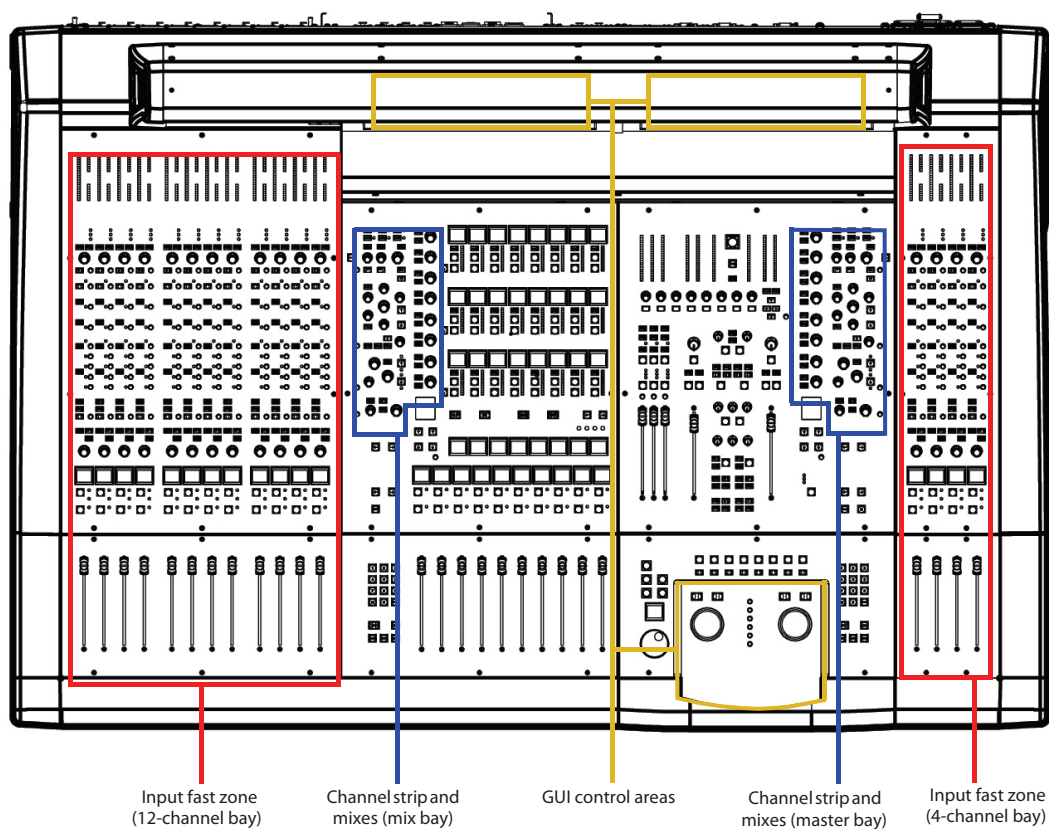 Input fast zone
(12-channel bay)
Channel strip and
mixes (mix bay)
GUI control areas
Channel strip and
mixes (master bay)
Input fast zone
(4-channel bay)